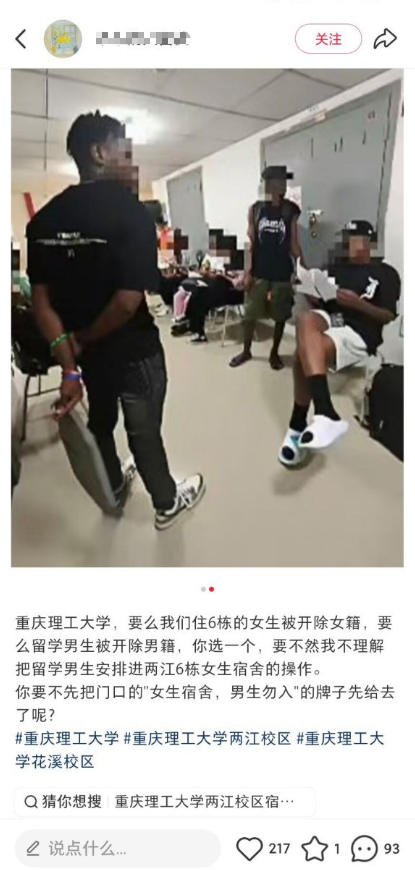 关注
重庆理工大学，要么我们住6栋的女生被开除女籍，要
么留学男生被开除男籍，你选一个，要不然我不理解
把留学男生安排进两江6栋女生宿舍的操作。
你要不先把门口的"女生宿舍，男生勿入"的牌子先给去
了呢？
#重庆理工大学 #重庆理工大学两江校区 #重庆理工大
学花溪校区
猜你想搜 | 重庆理工大学两江校区宿…
说点什么... 217 1 93